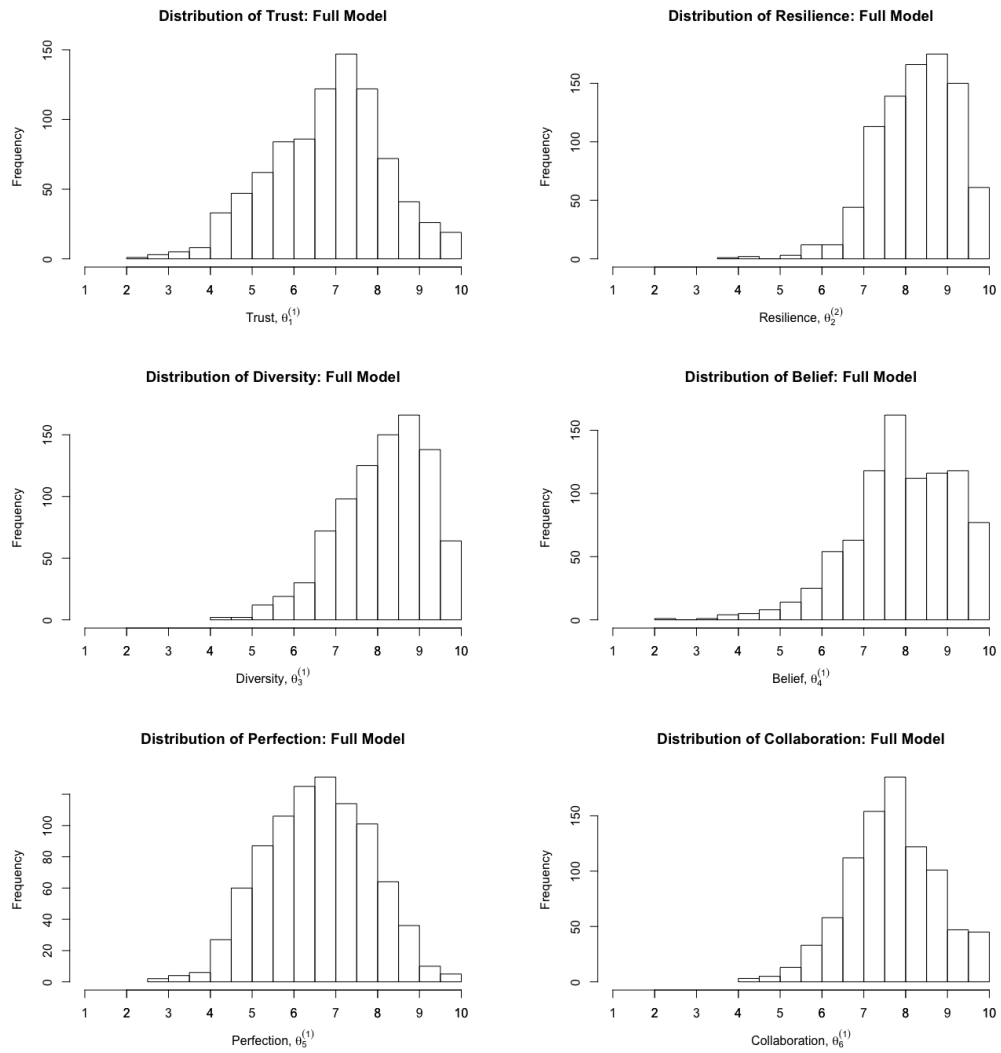 Distribution of Trust: Full Model
Frequency
0 50 100 150
1 2 3 4 5 6 7 8 9 10
Trust, θ₁⁽¹⁾
Distribution of Resilience: Full Model
Frequency
0 50 100 150
1 2 3 4 5 6 7 8 9 10
Resilience, θ₂⁽²⁾
Distribution of Diversity: Full Model
Frequency
0 50 100 150
1 2 3 4 5 6 7 8 9 10
Diversity, θ₃⁽¹⁾
Distribution of Belief: Full Model
Frequency
0 50 100 150
1 2 3 4 5 6 7 8 9 10
Belief, θ₄⁽¹⁾
Distribution of Perfection: Full Model
Frequency
0 20 40 60 80 100
1 2 3 4 5 6 7 8 9 10
Perfection, θ₅⁽¹⁾
Distribution of Collaboration: Full Model
Frequency
0 50 100 150
1 2 3 4 5 6 7 8 9 10
Collaboration, θ₆⁽¹⁾